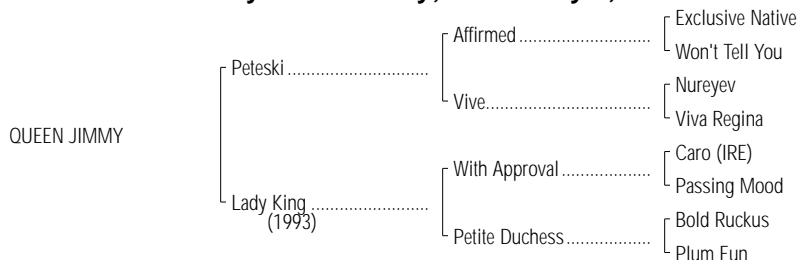 Exclusive Native
Affirmed
Won't Tell You
Peteski
Nureyev
Vive
Viva Regina
QUEEN JIMMY
Caro (IRE)
With Approval
Passing Mood
Lady King
(1993)
Bold Ruckus
Petite Duchess
Plum Fun